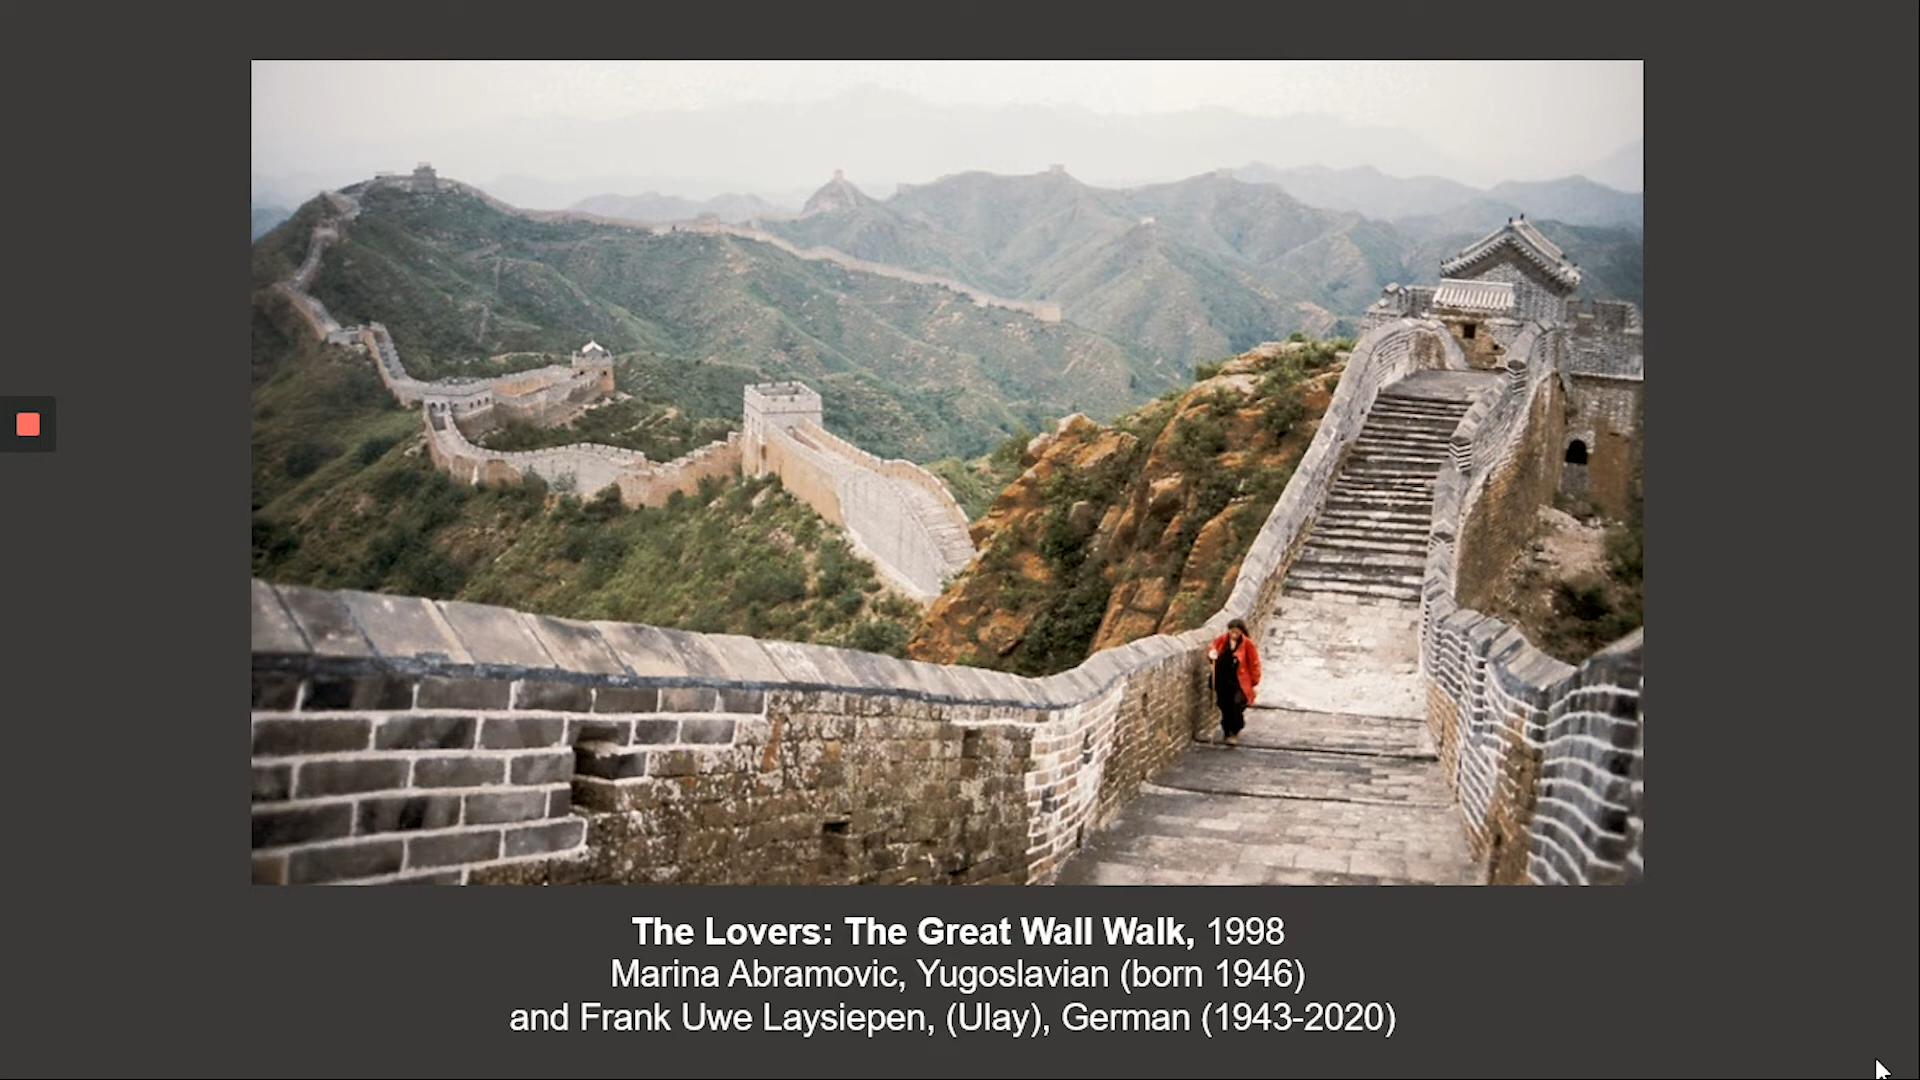 The Lovers: The Great Wall Walk, 1998
Marina Abramovic, Yugoslavian (born 1946)
and Frank Uwe Laysiepen, (Ulay), German (1943-2020)